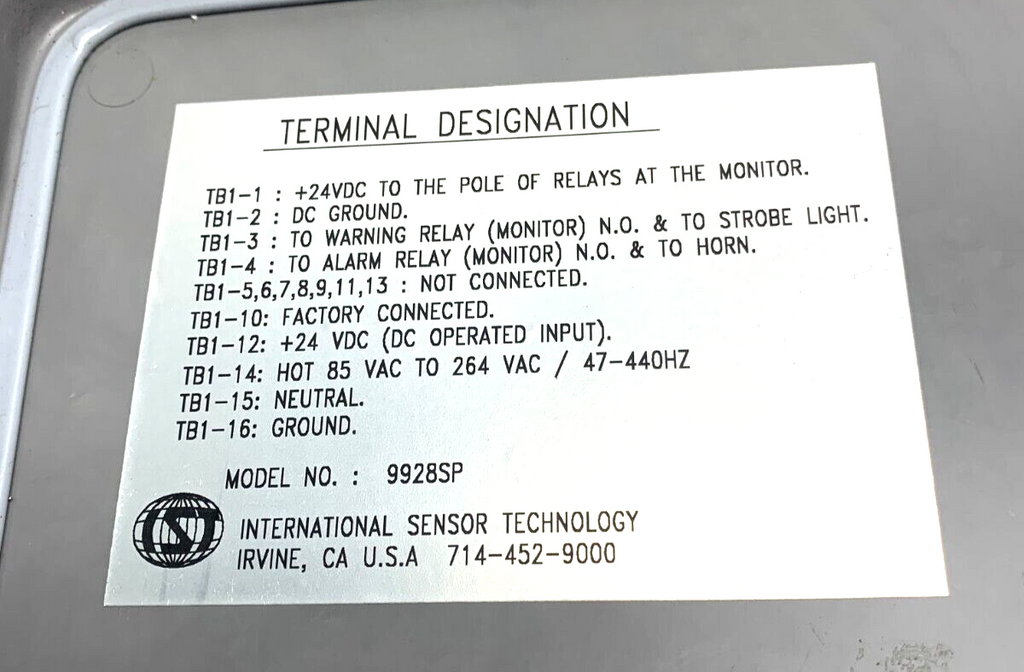 TERMINAL DESIGNATION
TB1-1 : +24VDC TO THE POLE OF RELAYS AT THE MONITOR.
TB1-2 : DC GROUND.
TB1-3 : TO WARNING RELAY (MONITOR) N.O. & TO STROBE LIGHT.
TB1-4 : TO ALARM RELAY (MONITOR) N.O. & TO HORN.
TB1-5,6,7,8,9,11,13 : NOT CONNECTED.
TB1-10: FACTORY CONNECTED.
TB1-12: +24 VDC (DC OPERATED INPUT).
TB1-14: HOT 85 VAC TO 264 VAC / 47-440HZ
TB1-15: NEUTRAL.
TB1-16: GROUND.
MODEL NO. : 9928SP
IST
INTERNATIONAL SENSOR TECHNOLOGY
IRVINE, CA U.S.A 714-452-9000